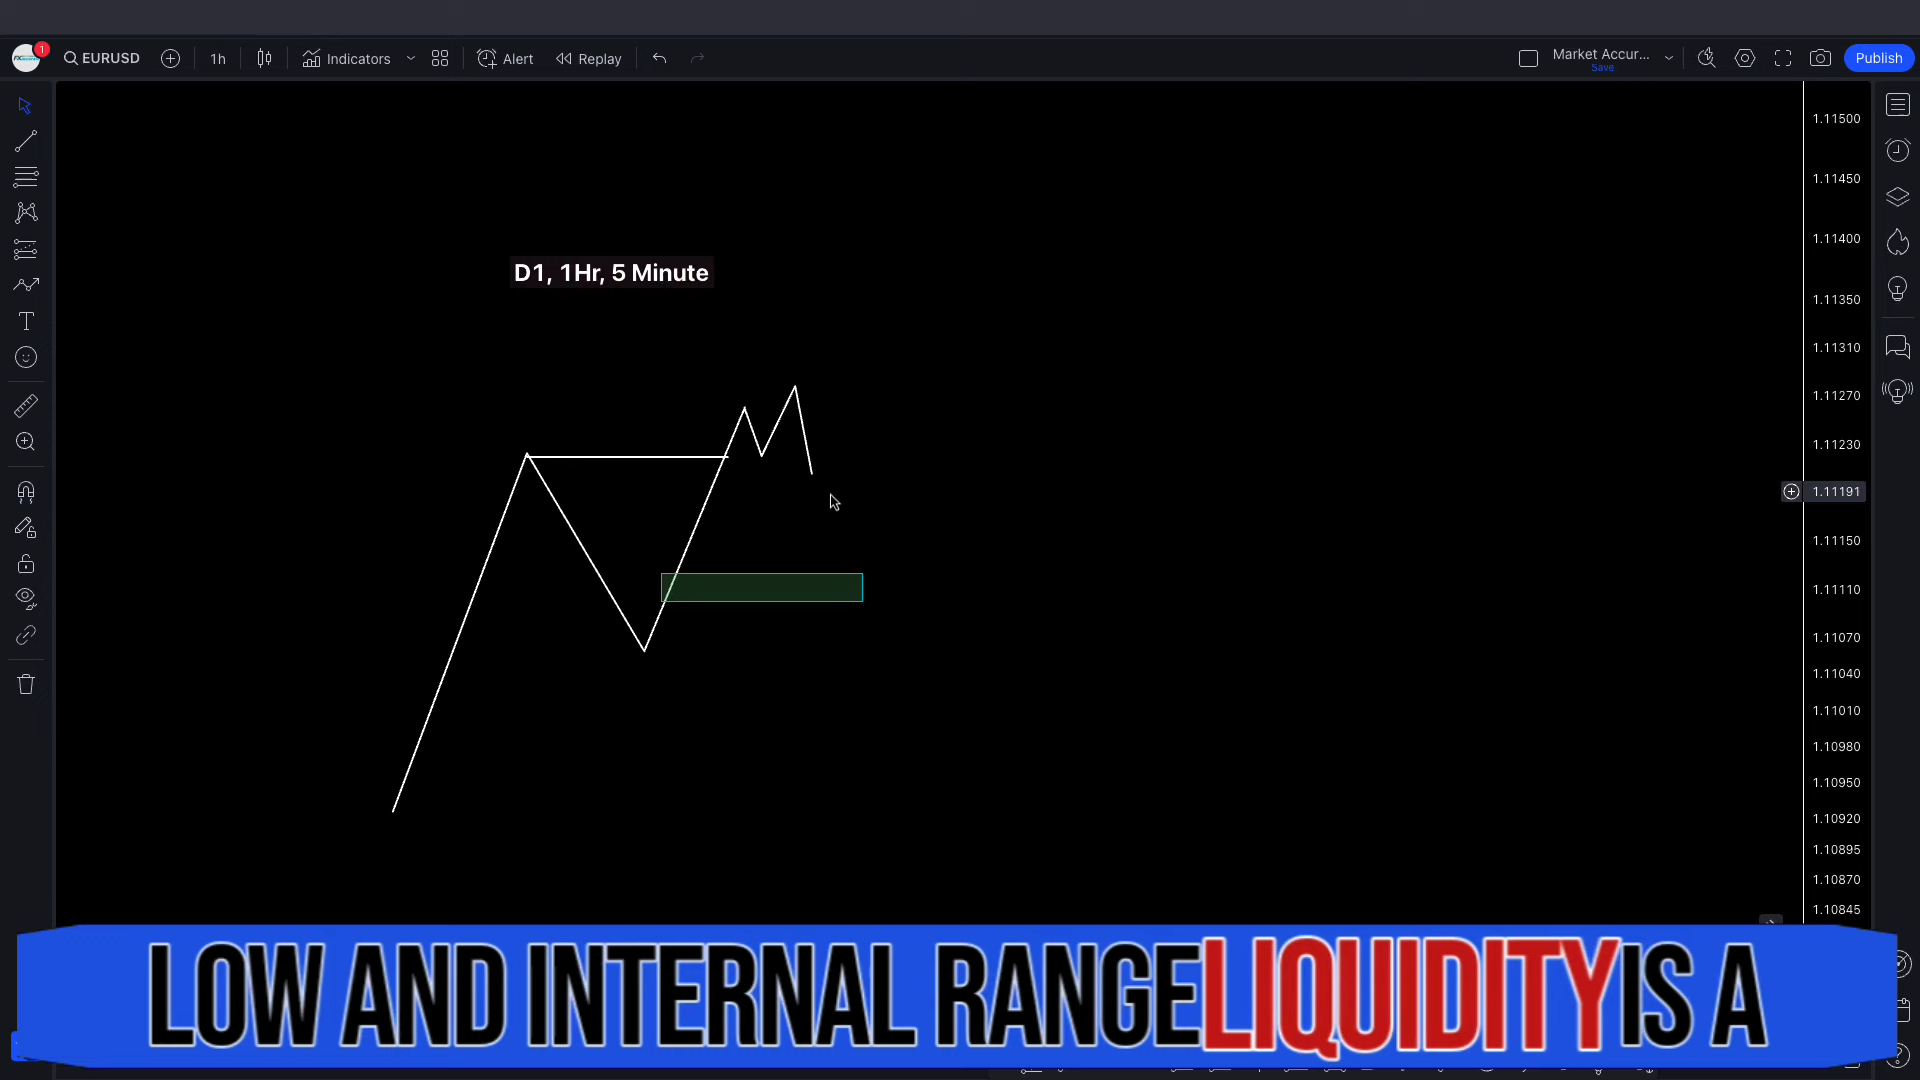 1
EURUSD
1h
Indicators
Alert
Replay
Market Accur...
Save
Publish
1.11500
1.11450
1.11400
D1, 1Hr, 5 Minute
1.11350
1.11310
1.11270
1.11230
1.11191
1.11150
1.11110
1.11070
1.11040
1.11010
1.10980
1.10950
1.10920
1.10895
1.10870
1.10845
LOW AND INTERNAL RANGE LIQUIDITY IS A